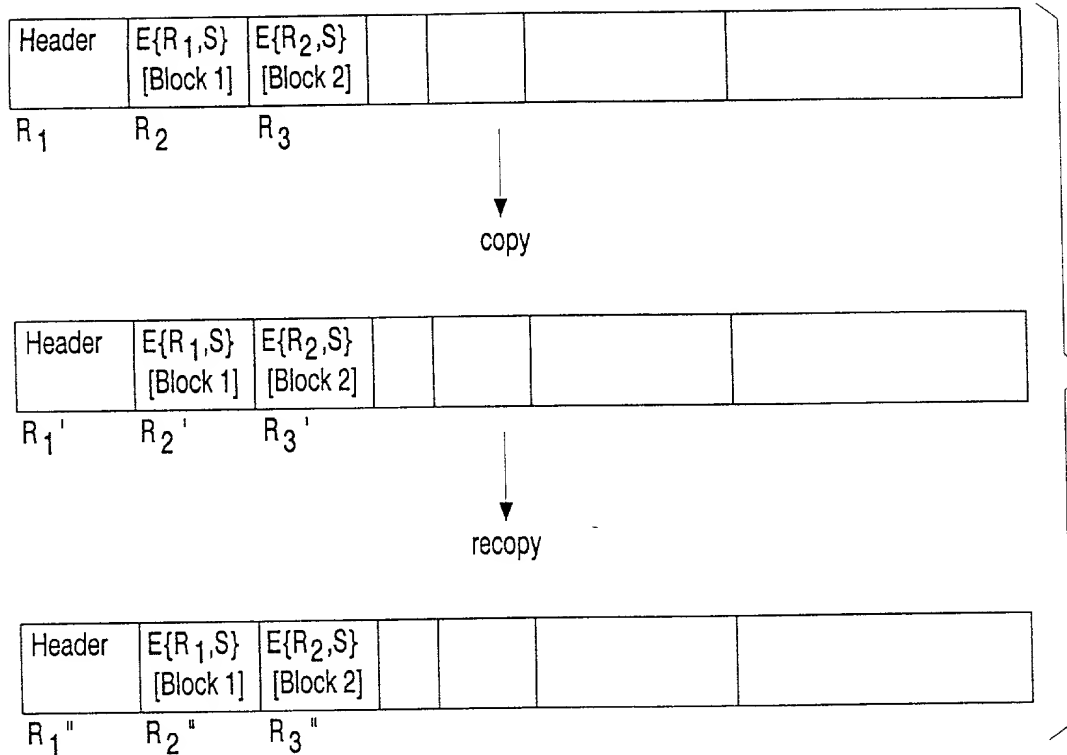 Header E{R1,S} E{R2,S}
[Block 1] [Block 2]
R1 R2 R3
copy
Header E{R1,S} E{R2,S}
[Block 1] [Block 2]
R1' R2' R3'
recopy
Header E{R1,S} E{R2,S}
[Block 1] [Block 2]
R1" R2" R3"